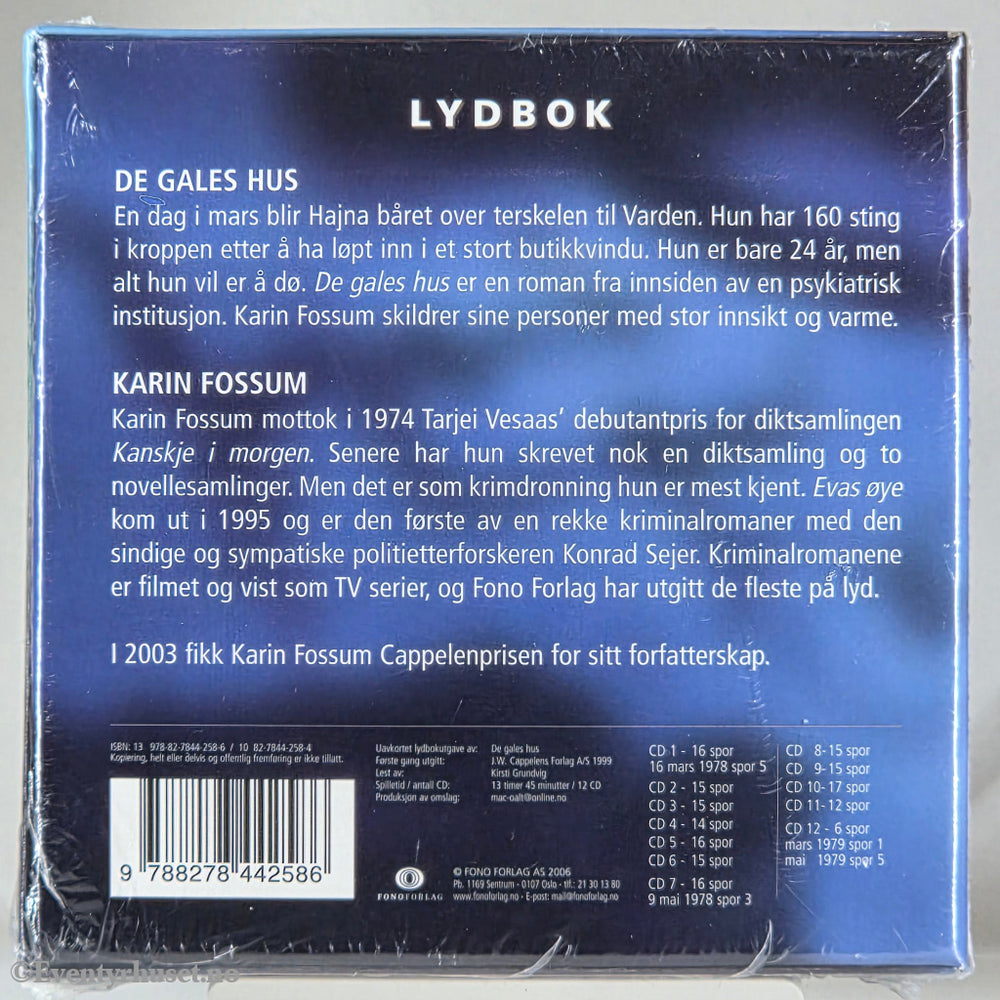 LYDBOK
DE GALES HUS
En dag i mars blir Hajna båret over terskelen til Varden. Hun har 160 sting
i kroppen etter å ha løpt inn i et stort butikkvindu. Hun er bare 24 år, men
alt hun vil er å dø. De gales hus er en roman fra innsiden av en psykiatrisk
institusjon. Karin Fossum skildrer sine personer med stor innsikt og varme.
KARIN FOSSUM
Karin Fossum mottok i 1974 Tarjei Vesaas’ debutantpris for diktsamlingen
Kanskje i morgen. Senere har hun skrevet nok en diktsamling og to
novellesamlinger. Men det er som krimdronning hun er mest kjent. Evas øye
kom ut i 1995 og er den første av en rekke kriminalromaner med den
sindige og sympatiske politietterforskeren Konrad Sejer. Kriminalromanene
er filmet og vist som TV serier, og Fono Forlag har utgitt de fleste på lyd.
I 2003 fikk Karin Fossum Cappelenprisen for sitt forfatterskap.
ISBN: 13 978-82-7844-258-6 / 10 82-7844-258-4
Kopiering, helt eller delvis og offentlig fremføring er ikke tillatt.
9 788278 442586
Uavkortet lydbokutgave av: De gales hus
Første gang utgitt: J.W. Cappelens Forlag A/S 1999
Lest av: Kirsti Grundvig
Spilletid / antall CD: 13 timer 45 minutter / 12 CD
Produksjon av omslag: mac-oalt@online.no
FONOFORLAG
© FONO FORLAG AS 2006
Pb. 1169 Sentrum - 0107 Oslo - tlf.: 21 30 13 80
www.fonoforlag.no - E-post: mail@fonoforlag.no
CD 1 - 16 spor
16 mars 1978 spor 5
CD 2 - 15 spor
CD 3 - 15 spor
CD 4 - 14 spor
CD 5 - 16 spor
CD 6 - 15 spor
CD 7 - 16 spor
9 mai 1978 spor 3
CD 8- 15 spor
CD 9- 15 spor
CD 10- 17 spor
CD 11- 12 spor
CD 12 - 6 spor
mars 1979 spor 1
mai 1979 spor 5
©Eventyrhuset.no